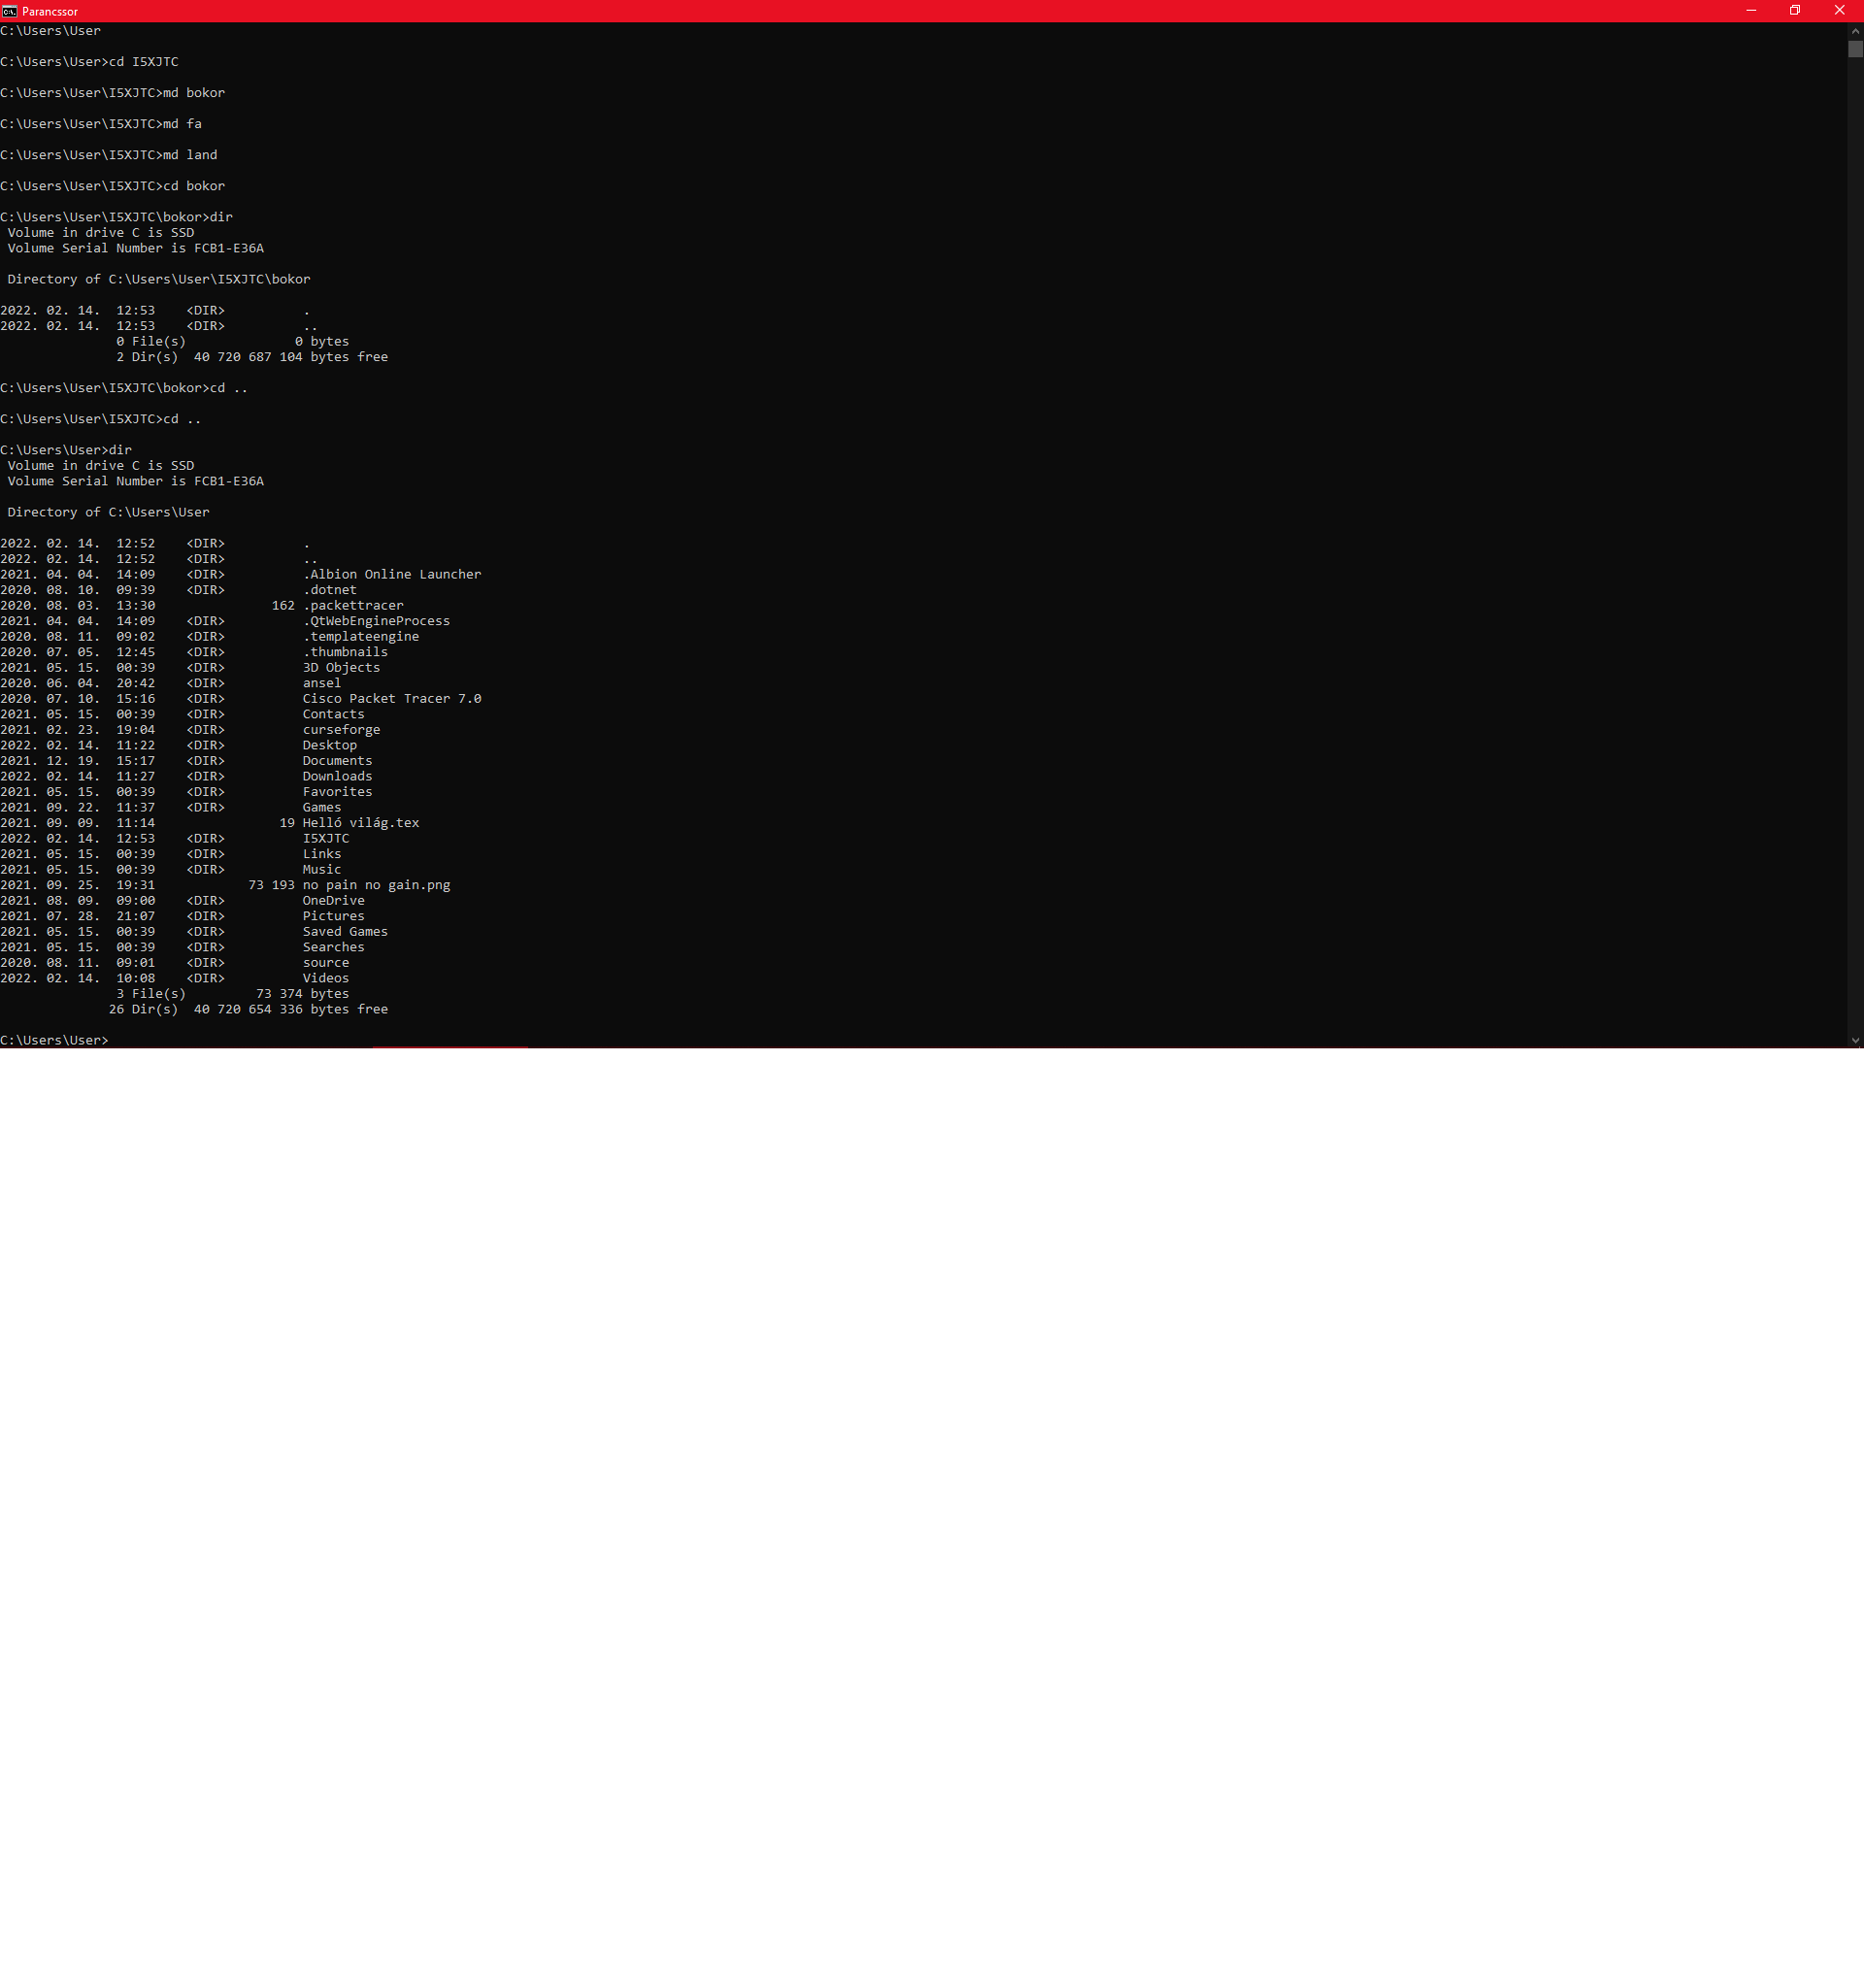 Parancssor
C:\Users\User
C:\Users\User>cd I5XJTC
C:\Users\User\I5XJTC>md bokor
C:\Users\User\I5XJTC>md fa
C:\Users\User\I5XJTC>md land
C:\Users\User\I5XJTC>cd bokor
C:\Users\User\I5XJTC\bokor>dir
 Volume in drive C is SSD
 Volume Serial Number is FCB1-E36A
 Directory of C:\Users\User\I5XJTC\bokor
2022. 02. 14.  12:53    <DIR>          .
2022. 02. 14.  12:53    <DIR>          ..
               0 File(s)              0 bytes
               2 Dir(s)  40 720 687 104 bytes free
C:\Users\User\I5XJTC\bokor>cd ..
C:\Users\User\I5XJTC>cd ..
C:\Users\User>dir
 Volume in drive C is SSD
 Volume Serial Number is FCB1-E36A
 Directory of C:\Users\User
2022. 02. 14.  12:52    <DIR>          .
2022. 02. 14.  12:52    <DIR>          ..
2021. 04. 04.  14:09    <DIR>          .Albion Online Launcher
2020. 08. 10.  09:39    <DIR>          .dotnet
2020. 08. 03.  13:30               162 .packettracer
2021. 04. 04.  14:09    <DIR>          .QtWebEngineProcess
2020. 08. 11.  09:02    <DIR>          .templateengine
2020. 07. 05.  12:45    <DIR>          .thumbnails
2021. 05. 15.  00:39    <DIR>          3D Objects
2020. 06. 04.  20:42    <DIR>          ansel
2020. 07. 10.  15:16    <DIR>          Cisco Packet Tracer 7.0
2021. 05. 15.  00:39    <DIR>          Contacts
2021. 02. 23.  19:04    <DIR>          curseforge
2022. 02. 14.  11:22    <DIR>          Desktop
2021. 12. 19.  15:17    <DIR>          Documents
2022. 02. 14.  11:27    <DIR>          Downloads
2021. 05. 15.  00:39    <DIR>          Favorites
2021. 09. 22.  11:37    <DIR>          Games
2021. 09. 09.  11:14                19 Helló világ.tex
2022. 02. 14.  12:53    <DIR>          I5XJTC
2021. 05. 15.  00:39    <DIR>          Links
2021. 05. 15.  00:39    <DIR>          Music
2021. 09. 25.  19:31            73 193 no pain no gain.png
2021. 08. 09.  09:00    <DIR>          OneDrive
2021. 07. 28.  21:07    <DIR>          Pictures
2021. 05. 15.  00:39    <DIR>          Saved Games
2021. 05. 15.  00:39    <DIR>          Searches
2020. 08. 11.  09:01    <DIR>          source
2022. 02. 14.  10:08    <DIR>          Videos
               3 File(s)         73 374 bytes
              26 Dir(s)  40 720 654 336 bytes free
C:\Users\User>